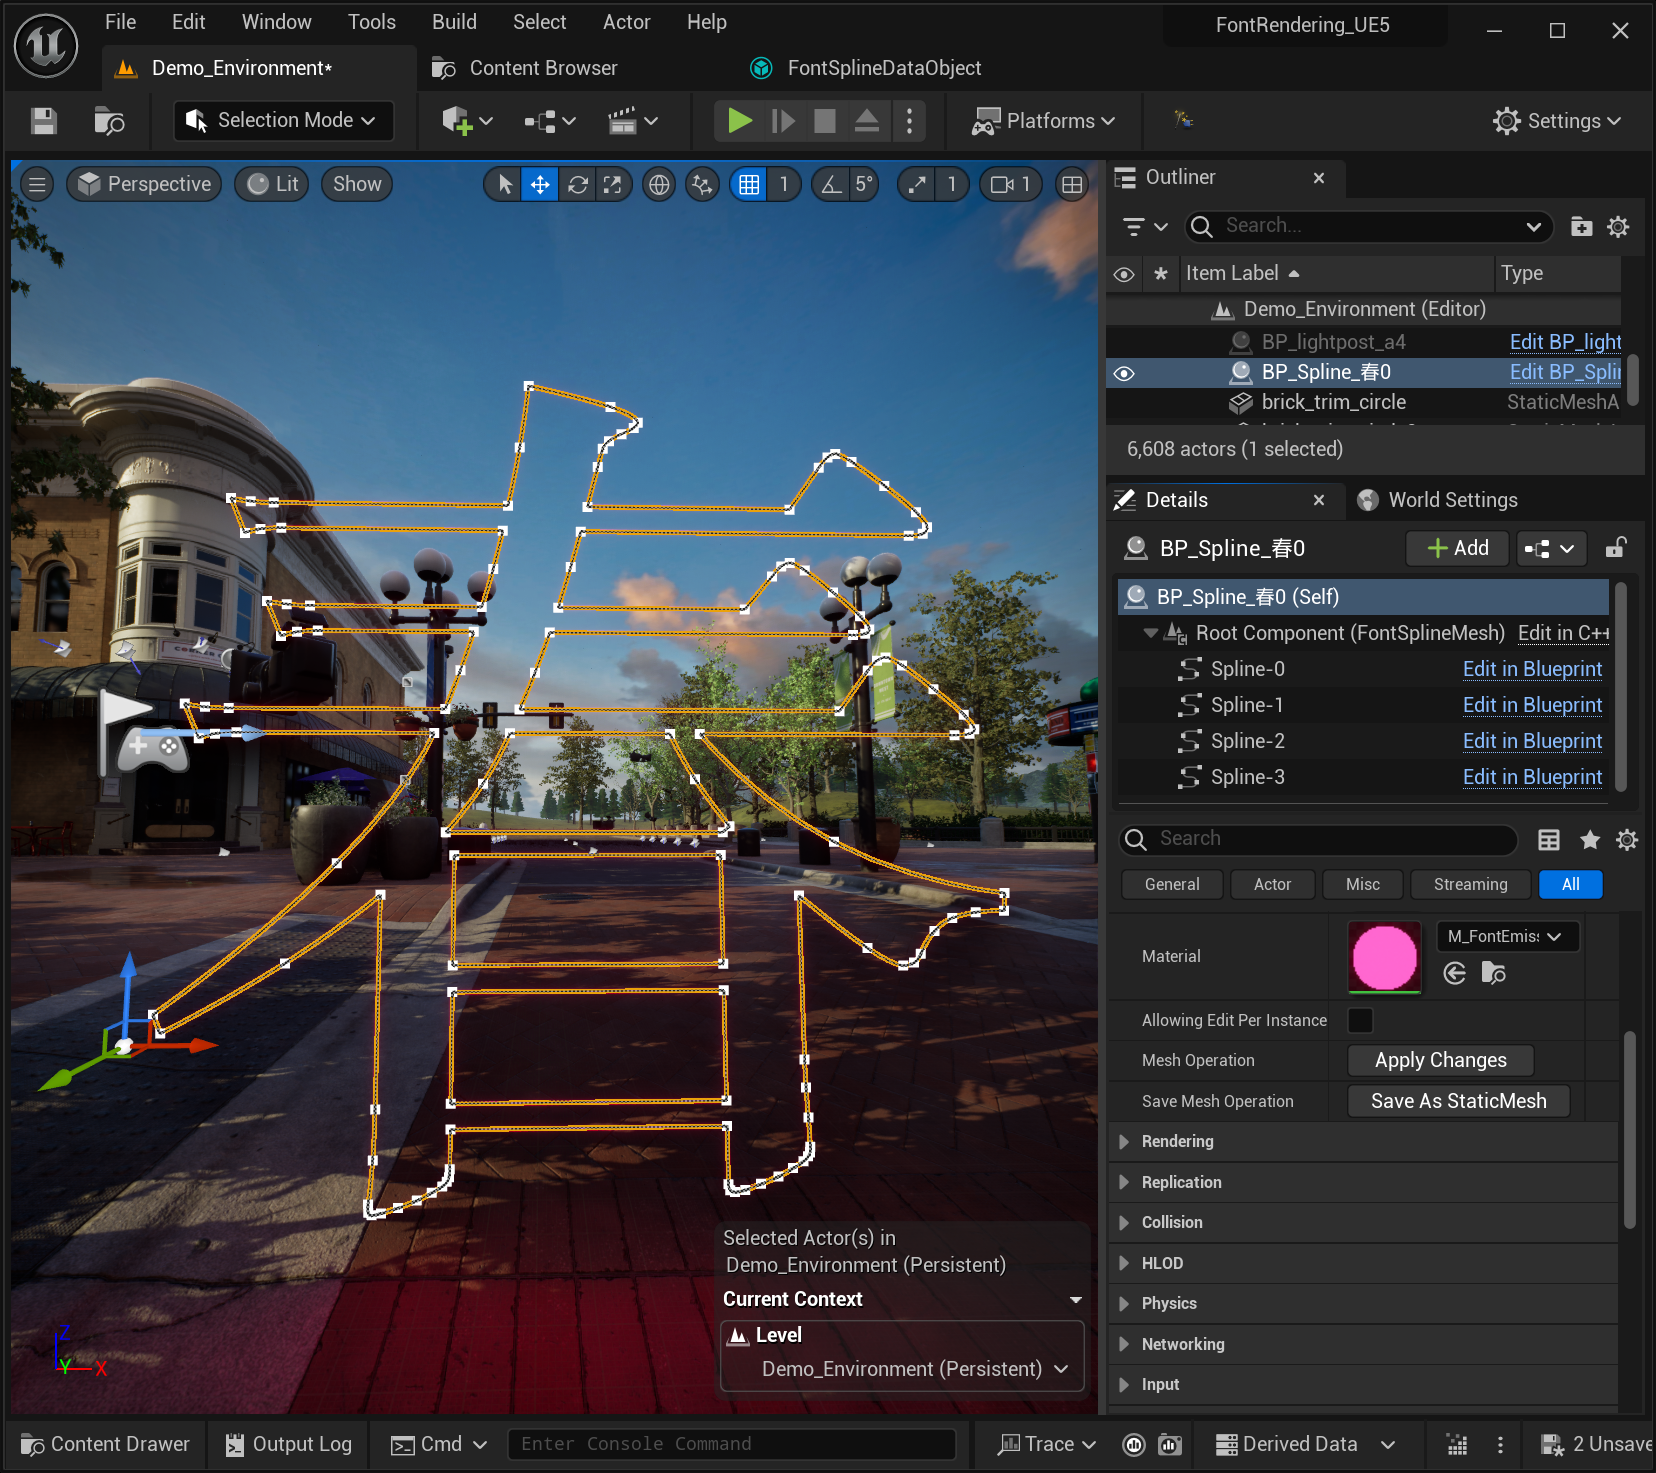 File Edit Window Tools Build Select Actor Help
FontRendering_UE5
Demo_Environment*
Content Browser
FontSplineDataObject
Selection Mode
Platforms
Settings
Perspective
Lit
Show
1
5°
1
1
Outliner
Search...
Item Label
Type
Demo_Environment (Editor)
BP_lightpost_a4 Edit BP_light
BP_Spline_春0 Edit BP_Splin
brick_trim_circle StaticMeshA
6,608 actors (1 selected)
Details
World Settings
BP_Spline_春0
Add
BP_Spline_春0 (Self)
Root Component (FontSplineMesh) Edit in C++
Spline-0 Edit in Blueprint
Spline-1 Edit in Blueprint
Spline-2 Edit in Blueprint
Spline-3 Edit in Blueprint
Search
General Actor Misc Streaming All
Material
M_FontEmiss
Allowing Edit Per Instance
Mesh Operation Apply Changes
Save Mesh Operation Save As StaticMesh
Rendering
Replication
Collision
HLOD
Physics
Networking
Input
春
Selected Actor(s) in
Demo_Environment (Persistent)
Current Context
Level
Demo_Environment (Persistent)
Z
Y X
Content Drawer
Output Log
Cmd
Enter Console Command
Trace
Derived Data
2 Unsave